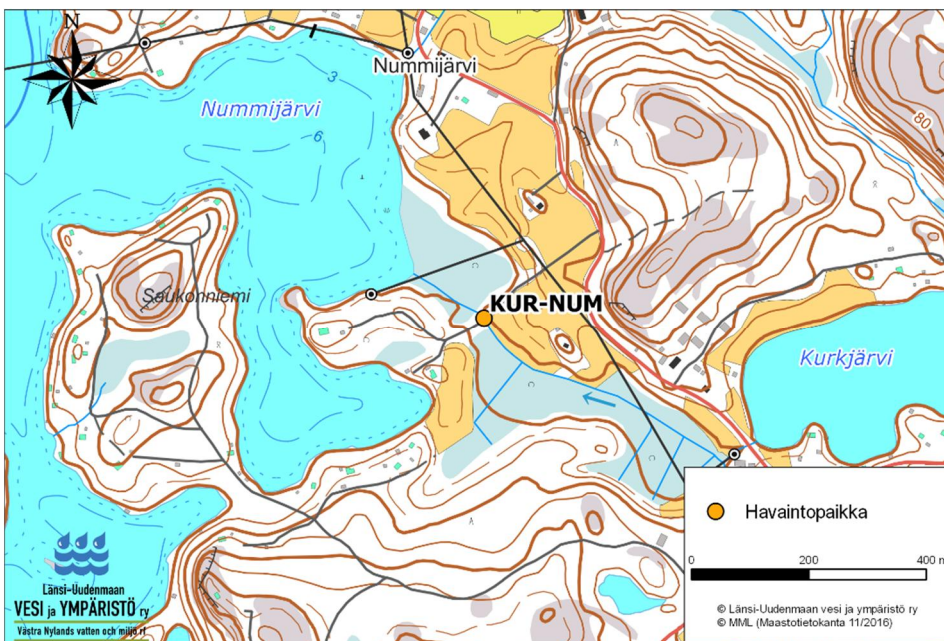 N
Nummijärvi
Nummijärvi
3
6
80
Saukonniemi
KUR-NUM
Kurkjärvi
Havaintopaikka
0 200 400 m
© Länsi-Uudenmaan vesi ja ympäristö ry
© MML (Maastotietokanta 11/2016)
Länsi-Uudenmaan
VESI ja YMPÄRISTÖ ry
Västra Nylands vatten och miljö rf